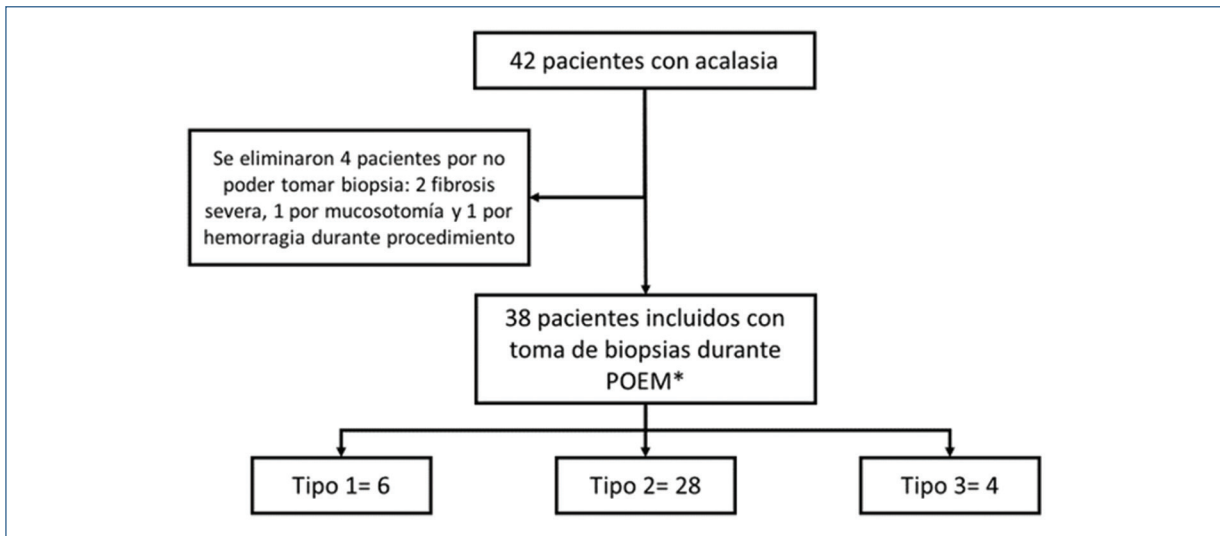 42 pacientes con acalasia
Se eliminaron 4 pacientes por no
poder tomar biopsia: 2 fibrosis
severa, 1 por mucosotomía y 1 por
hemorragia durante procedimiento
38 pacientes incluidos con
toma de biopsias durante
POEM*
Tipo 1= 6
Tipo 2= 28
Tipo 3= 4